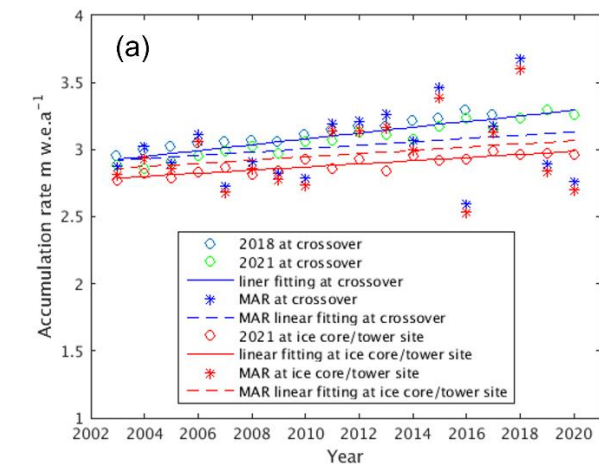 (a)
Accumulation rate m w.e.a⁻¹
4
3.5
3
2.5
2
1.5
1
2018 at crossover
2021 at crossover
liner fitting at crossover
MAR at crossover
MAR linear fitting at crossover
2021 at ice core/tower site
linear fitting at ice core/tower site
MAR at ice core/tower site
MAR linear fitting at ice core/tower site
2002 2004 2006 2008 2010 2012 2014 2016 2018 2020
Year